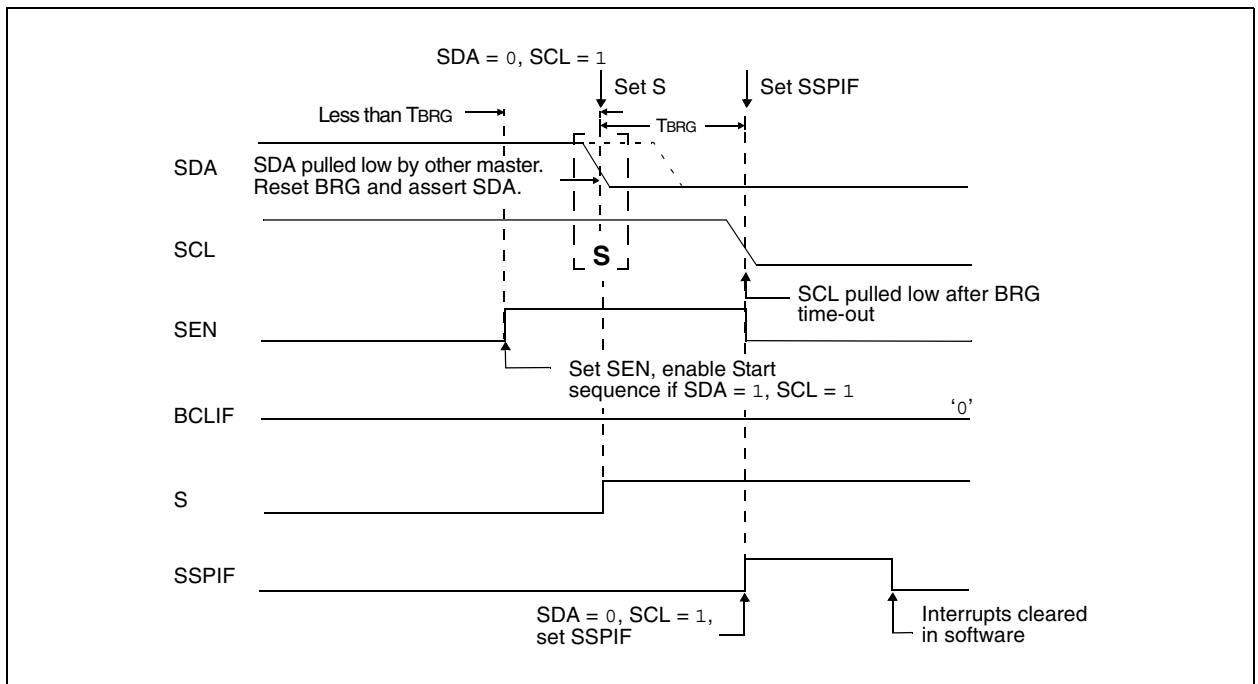 SDA = 0, SCL = 1
Set S
Set SSPIF
Less than TBRG
TBRG
SDA
SDA pulled low by other master.
Reset BRG and assert SDA.
SCL
S
SCL pulled low after BRG
time-out
SEN
Set SEN, enable Start
sequence if SDA = 1, SCL = 1
BCLIF
‘0’
S
SSPIF
SDA = 0, SCL = 1,
set SSPIF
Interrupts cleared
in software